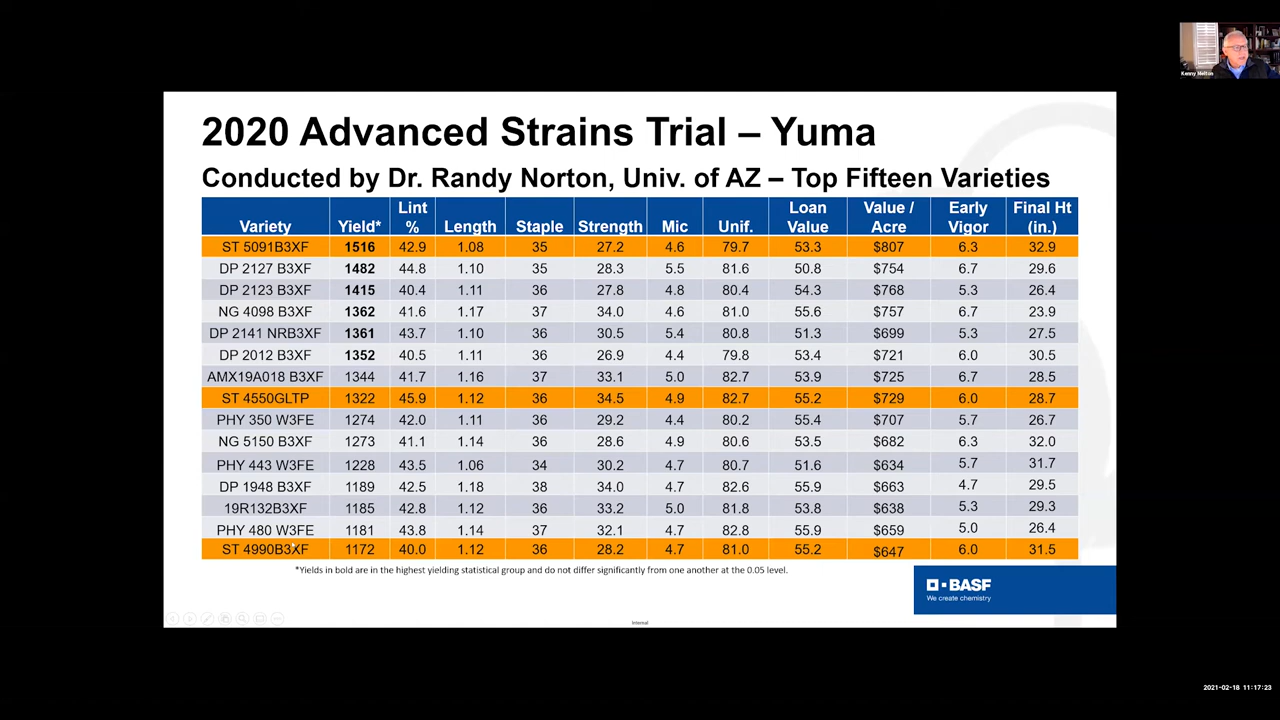 Kenny Melton
2020 Advanced Strains Trial – Yuma
Conducted by Dr. Randy Norton, Univ. of AZ – Top Fifteen Varieties
Variety Yield* Lint % Length Staple Strength Mic Unif. Loan Value Value / Acre Early Vigor Final Ht (in.)
ST 5091B3XF 1516 42.9 1.08 35 27.2 4.6 79.7 53.3 $807 6.3 32.9
DP 2127 B3XF 1482 44.8 1.10 35 28.3 5.5 81.6 50.8 $754 6.7 29.6
DP 2123 B3XF 1415 40.4 1.11 36 27.8 4.8 80.4 54.3 $768 5.3 26.4
NG 4098 B3XF 1362 41.6 1.17 37 34.0 4.6 81.0 55.6 $757 6.7 23.9
DP 2141 NRB3XF 1361 43.7 1.10 36 30.5 5.4 80.8 51.3 $699 5.3 27.5
DP 2012 B3XF 1352 40.5 1.11 36 26.9 4.4 79.8 53.4 $721 6.0 30.5
AMX19A018 B3XF 1344 41.7 1.16 37 33.1 5.0 82.7 53.9 $725 6.7 28.5
ST 4550GLTP 1322 45.9 1.12 36 34.5 4.9 82.7 55.2 $729 6.0 28.7
PHY 350 W3FE 1274 42.0 1.11 36 29.2 4.4 80.2 55.4 $707 5.7 26.7
NG 5150 B3XF 1273 41.1 1.14 36 28.6 4.9 80.6 53.5 $682 6.3 32.0
PHY 443 W3FE 1228 43.5 1.06 34 30.2 4.7 80.7 51.6 $634 5.7 31.7
DP 1948 B3XF 1189 42.5 1.18 38 34.0 4.7 82.6 55.9 $663 4.7 29.5
19R132B3XF 1185 42.8 1.12 36 33.2 5.0 81.8 53.8 $638 5.3 29.3
PHY 480 W3FE 1181 43.8 1.14 37 32.1 4.7 82.8 55.9 $659 5.0 26.4
ST 4990B3XF 1172 40.0 1.12 36 28.2 4.7 81.0 55.2 $647 6.0 31.5
*Yields in bold are in the highest yielding statistical group and do not differ significantly from one another at the 0.05 level.
BASF
We create chemistry
Internal
2021-02-18 11:17:23